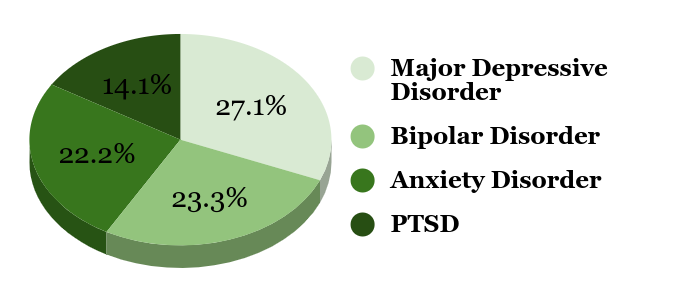 14.1%
27.1%
22.2%
23.3%
Major Depressive
Disorder
Bipolar Disorder
Anxiety Disorder
PTSD